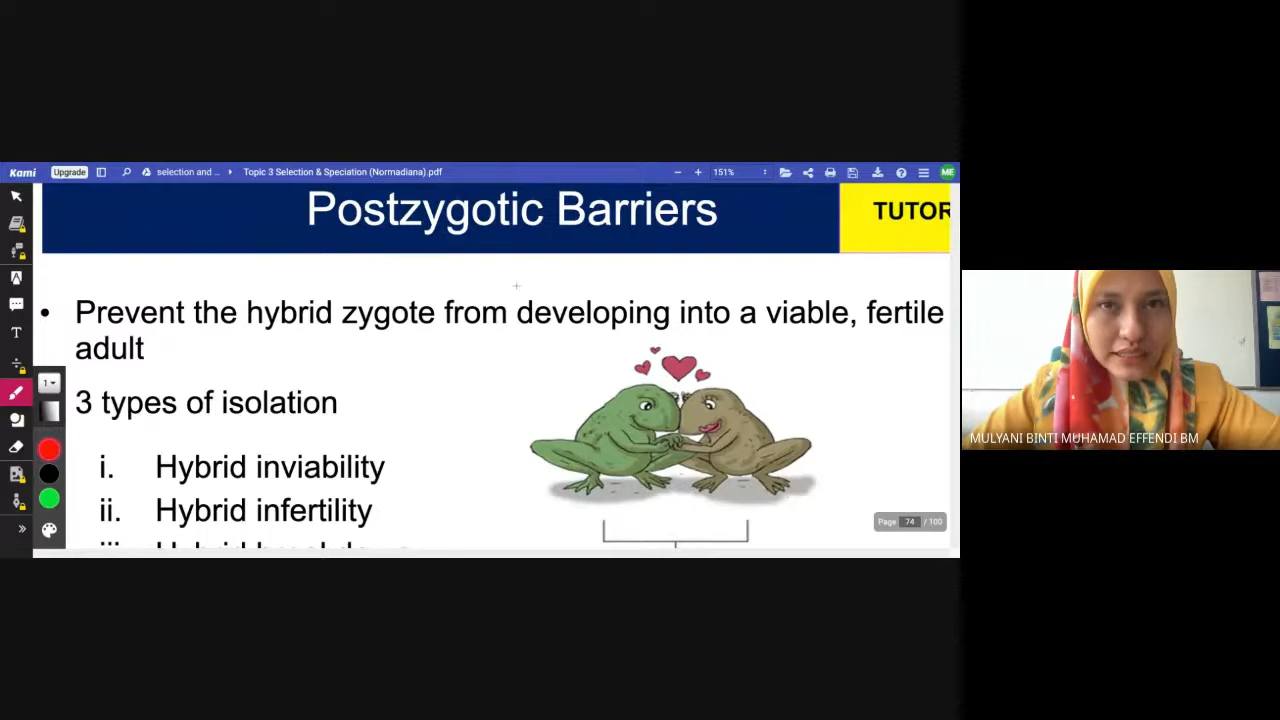 Kami Upgrade selection and ... Topic 3 Selection & Speciation (Normadiana).pdf 151% ME
Postzygotic Barriers
TUTOR
• Prevent the hybrid zygote from developing into a viable, fertile
adult
1
3 types of isolation
i. Hybrid inviability
ii. Hybrid infertility
Page 74 / 100
MULYANI BINTI MUHAMAD EFFENDI BM